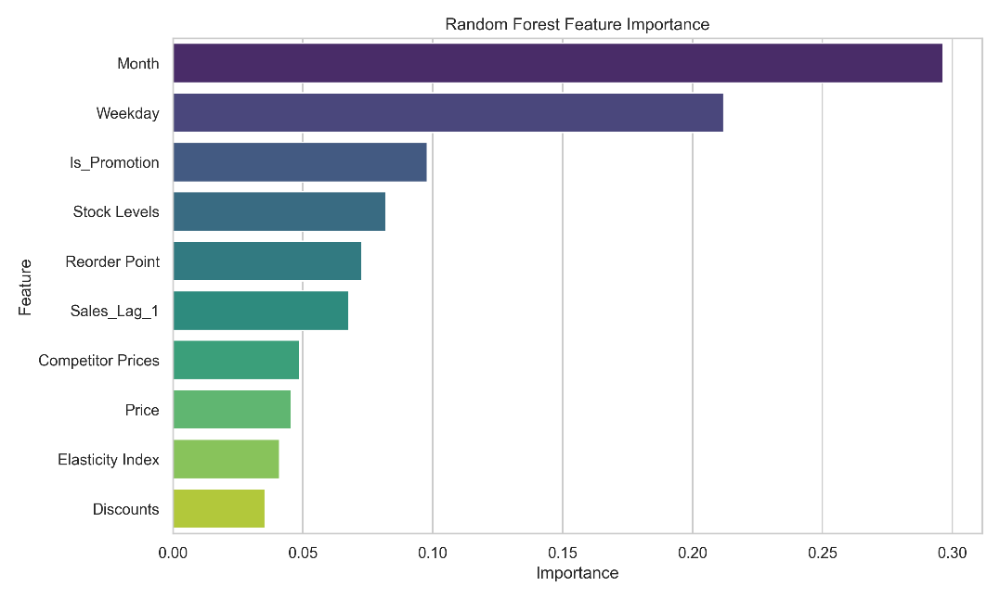 Random Forest Feature Importance
Month
Weekday
Is_Promotion
Stock Levels
Reorder Point
Sales_Lag_1
Competitor Prices
Price
Elasticity Index
Discounts
Feature
0.00 0.05 0.10 0.15 0.20 0.25 0.30
Importance